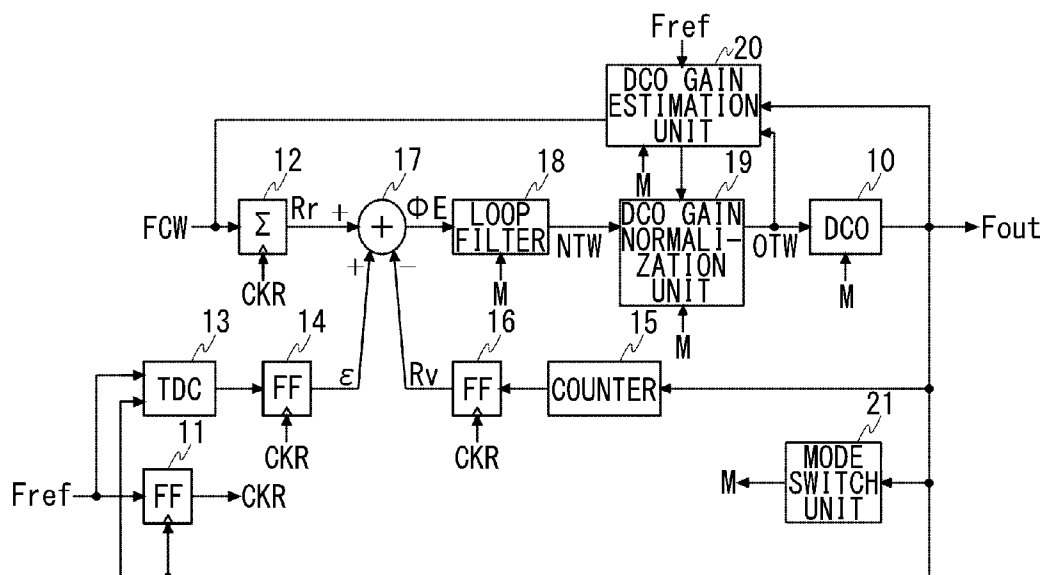 Fref
20
DCO GAIN
ESTIMATION
UNIT
12
17
18
M
19
10
FCW
Σ
Rr
+
+
ΦE
LOOP
FILTER
NTW
DCO GAIN
NORMALI-
ZATION
UNIT
OTW
DCO
Fout
+
−
CKR
M
M
M
13
14
16
15
TDC
FF
ε
Rv
FF
COUNTER
21
11
CKR
CKR
MODE
SWITCH
UNIT
M
Fref
FF
CKR